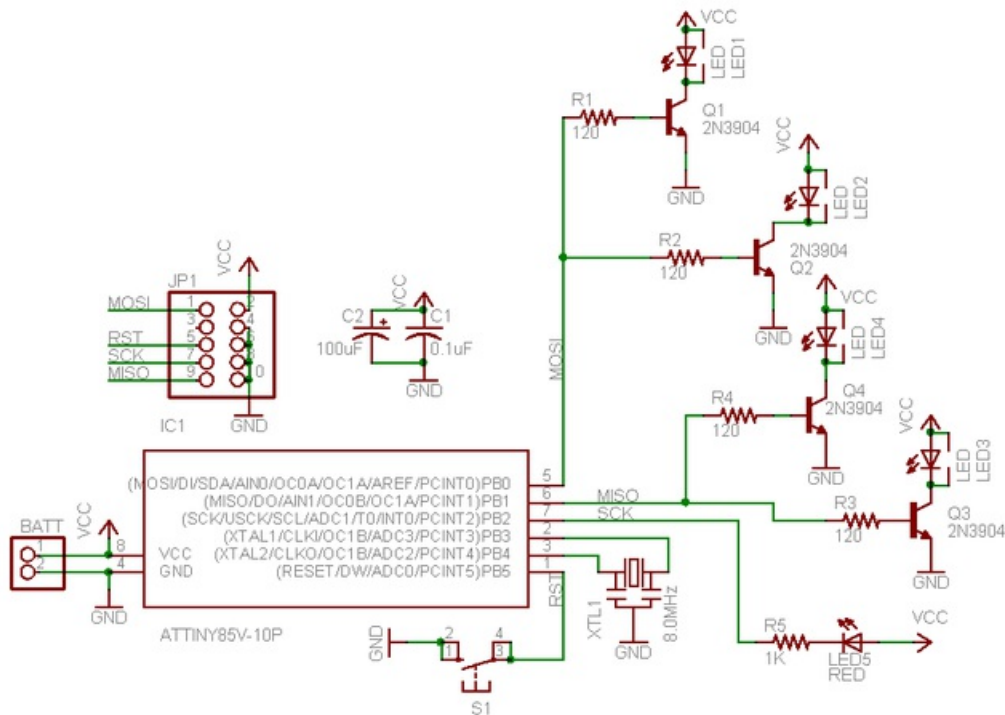 VCC
LED
LED1
R1
120
Q1
2N3904
GND
VCC
LED
LED2
R2
120
2N3904
Q2
GND
VCC
JP1
MOSI
1
2
3
4
RST
5
6
SCK
7
8
MISO
9
0
GND
IC1
VCC
C2
+
C1
100uF
0.1uF
GND
MOSI
VCC
LED
LED4
R4
120
Q4
2N3904
GND
VCC
LED
LED3
R3
120
Q3
2N3904
GND
(MOSI/DI/SDA/AIN0/OC0A/OC1A/AREF/PCINT0)PB0
5
(MISO/DO/AIN1/OC0B/OC1A/PCINT1)PB1
6
MISO
(SCK/USCK/SCL/ADC1/T0/INT0/PCINT2)PB2
7
SCK
(XTAL1/CLKI/OC1B/ADC3/PCINT3)PB3
2
(XTAL2/CLKO/OC1B/ADC2/PCINT4)PB4
3
(RESET/DW/ADC0/PCINT5)PB5
1
RST
BATT
1
2
VCC
8
VCC
4
GND
GND
ATTINY85V-10P
XTL1
8.0MHz
GND
GND
2
1
4
3
S1
R5
1K
LED5
RED
VCC